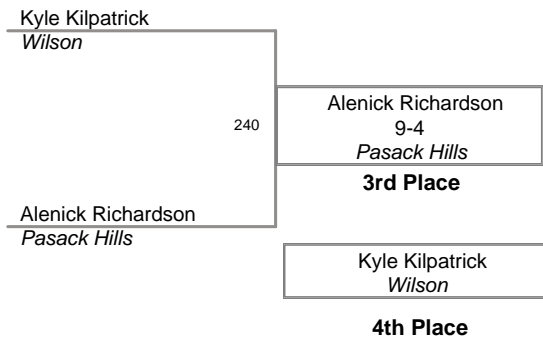 Kyle Kilpatrick
Wilson
240
Alenick Richardson
9-4
Pasack Hills
3rd Place
Alenick Richardson
Pasack Hills
Kyle Kilpatrick
Wilson
4th Place